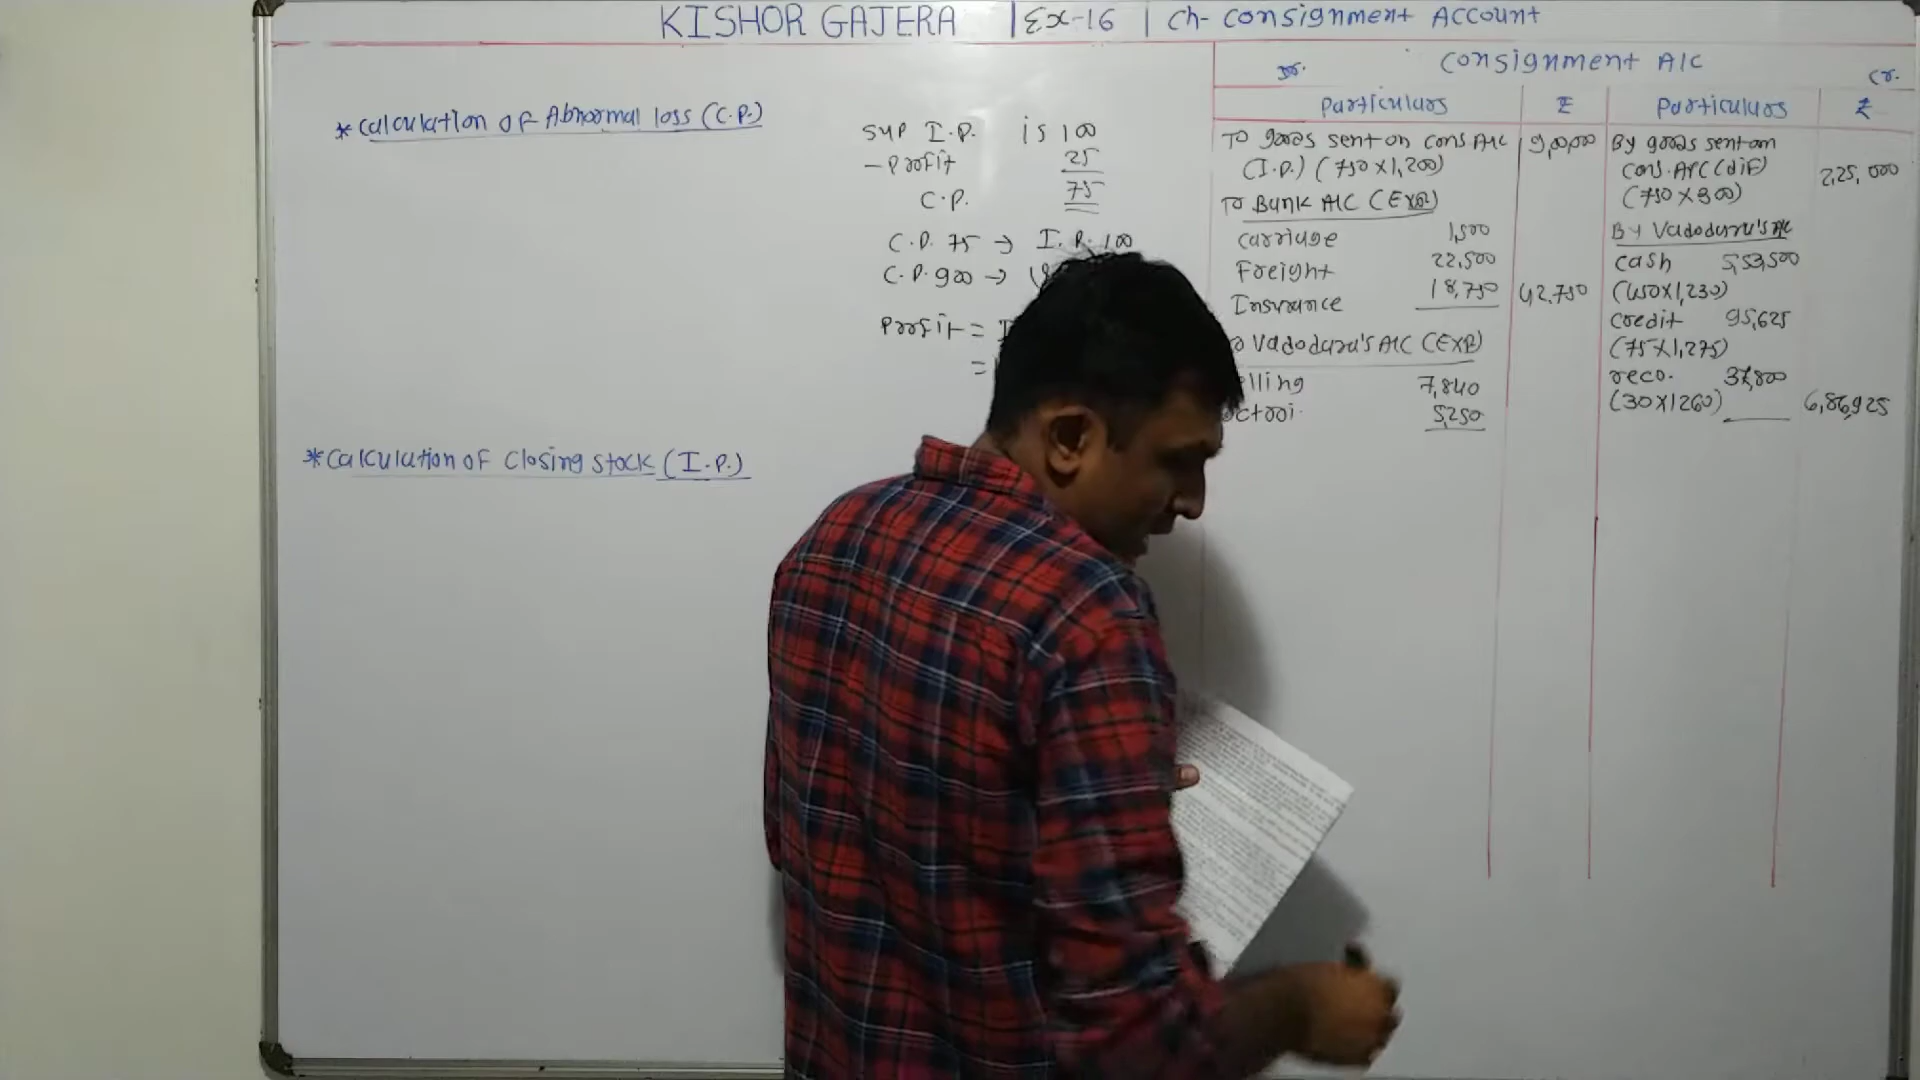 KISHOR GAJERA | Ex-16 | Ch- Consignment Account
* Calculation of Abnormal loss (C.P.)
* Calculation of Closing Stock (I.P.)
Sup I.P. is 100
- Profit 25
C.P. 75
C.P. 75 → I.P. 100
C.P. 900 →
Profit =
=
Consignment A/C
Dr. Cr.
Particulars ₹ Particulars ₹
To goods sent on cons A/c 9,00,000
(I.P.) (750 X 1,200)
To Bank A/C (EXP.)
Carriage 1,500
Freight 22,500
Insurance 18,750 42,750
o Vadodara's A/C (EXP.)
elling 7,840
octroi 5,250
By goods sent on
cons. A/C (dif) 2,25,000
(750 X 300)
By Vadodara's A/c
Cash 5,53,500
(450 X 1,230)
Credit 95,625
(75 X 1,275)
reco. 37,800
(30 X 1260) 6,86,925